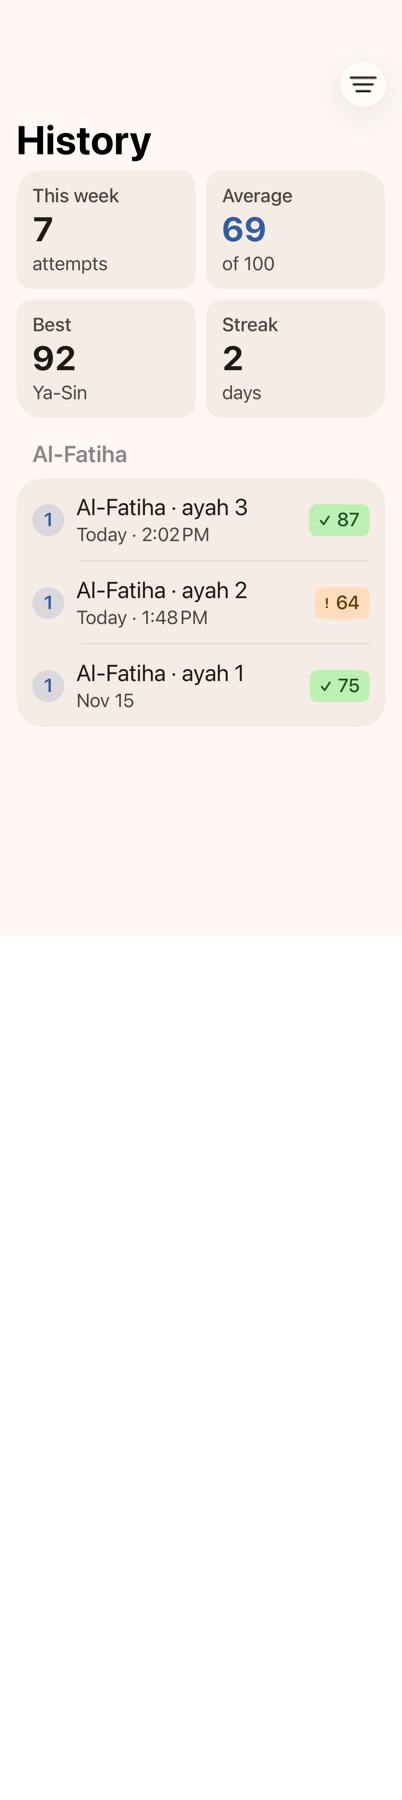 History
This week
7
attempts
Average
69
of 100
Best
92
Ya-Sin
Streak
2
days
Al-Fatiha
1
Al-Fatiha · ayah 3
Today · 2:02 PM
✓ 87
1
Al-Fatiha · ayah 2
Today · 1:48 PM
! 64
1
Al-Fatiha · ayah 1
Nov 15
✓ 75